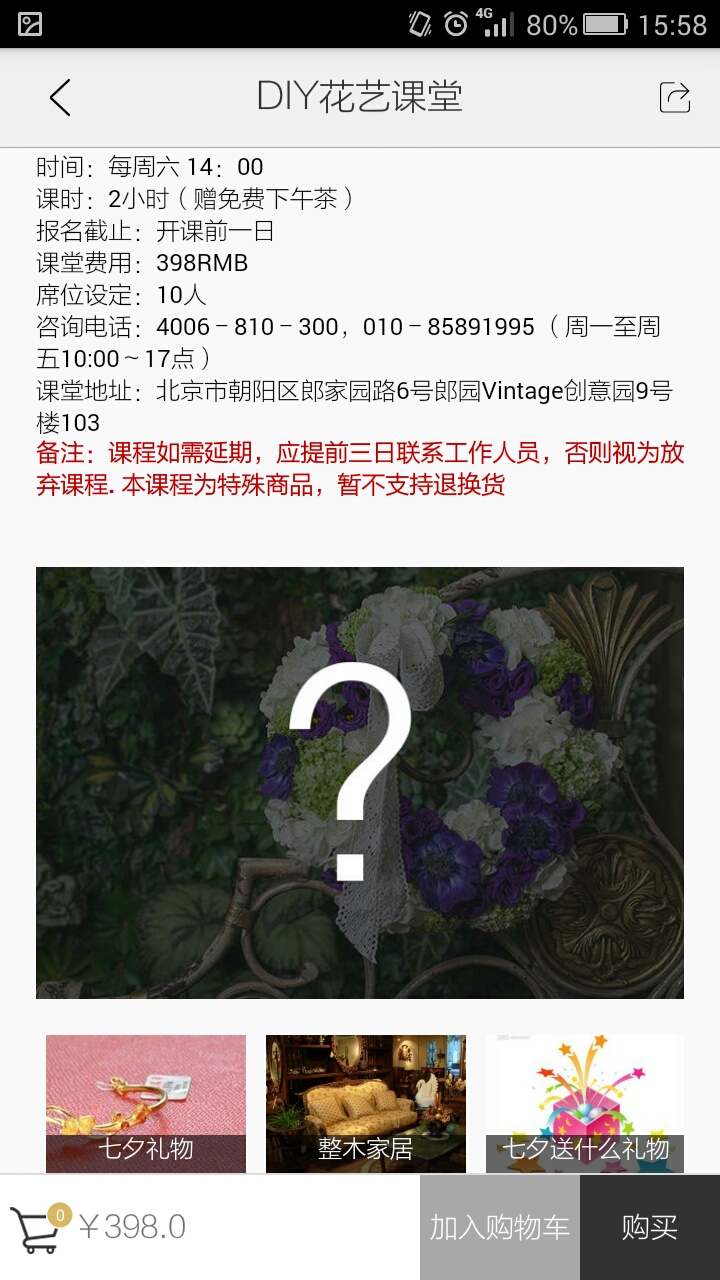 4G 80% 15:58
DIY花艺课堂
时间：每周六 14：00
课时：2小时（赠免费下午茶）
报名截止：开课前一日
课堂费用：398RMB
席位设定：10人
咨询电话：4006－810－300，010－85891995 （周一至周
五10:00～17点）
课堂地址：北京市朝阳区郎家园路6号郎园Vintage创意园9号
楼103
备注：课程如需延期，应提前三日联系工作人员，否则视为放
弃课程. 本课程为特殊商品，暂不支持退换货
?
七夕礼物 整木家居 七夕送什么礼物
0 ￥398.0 加入购物车 购买